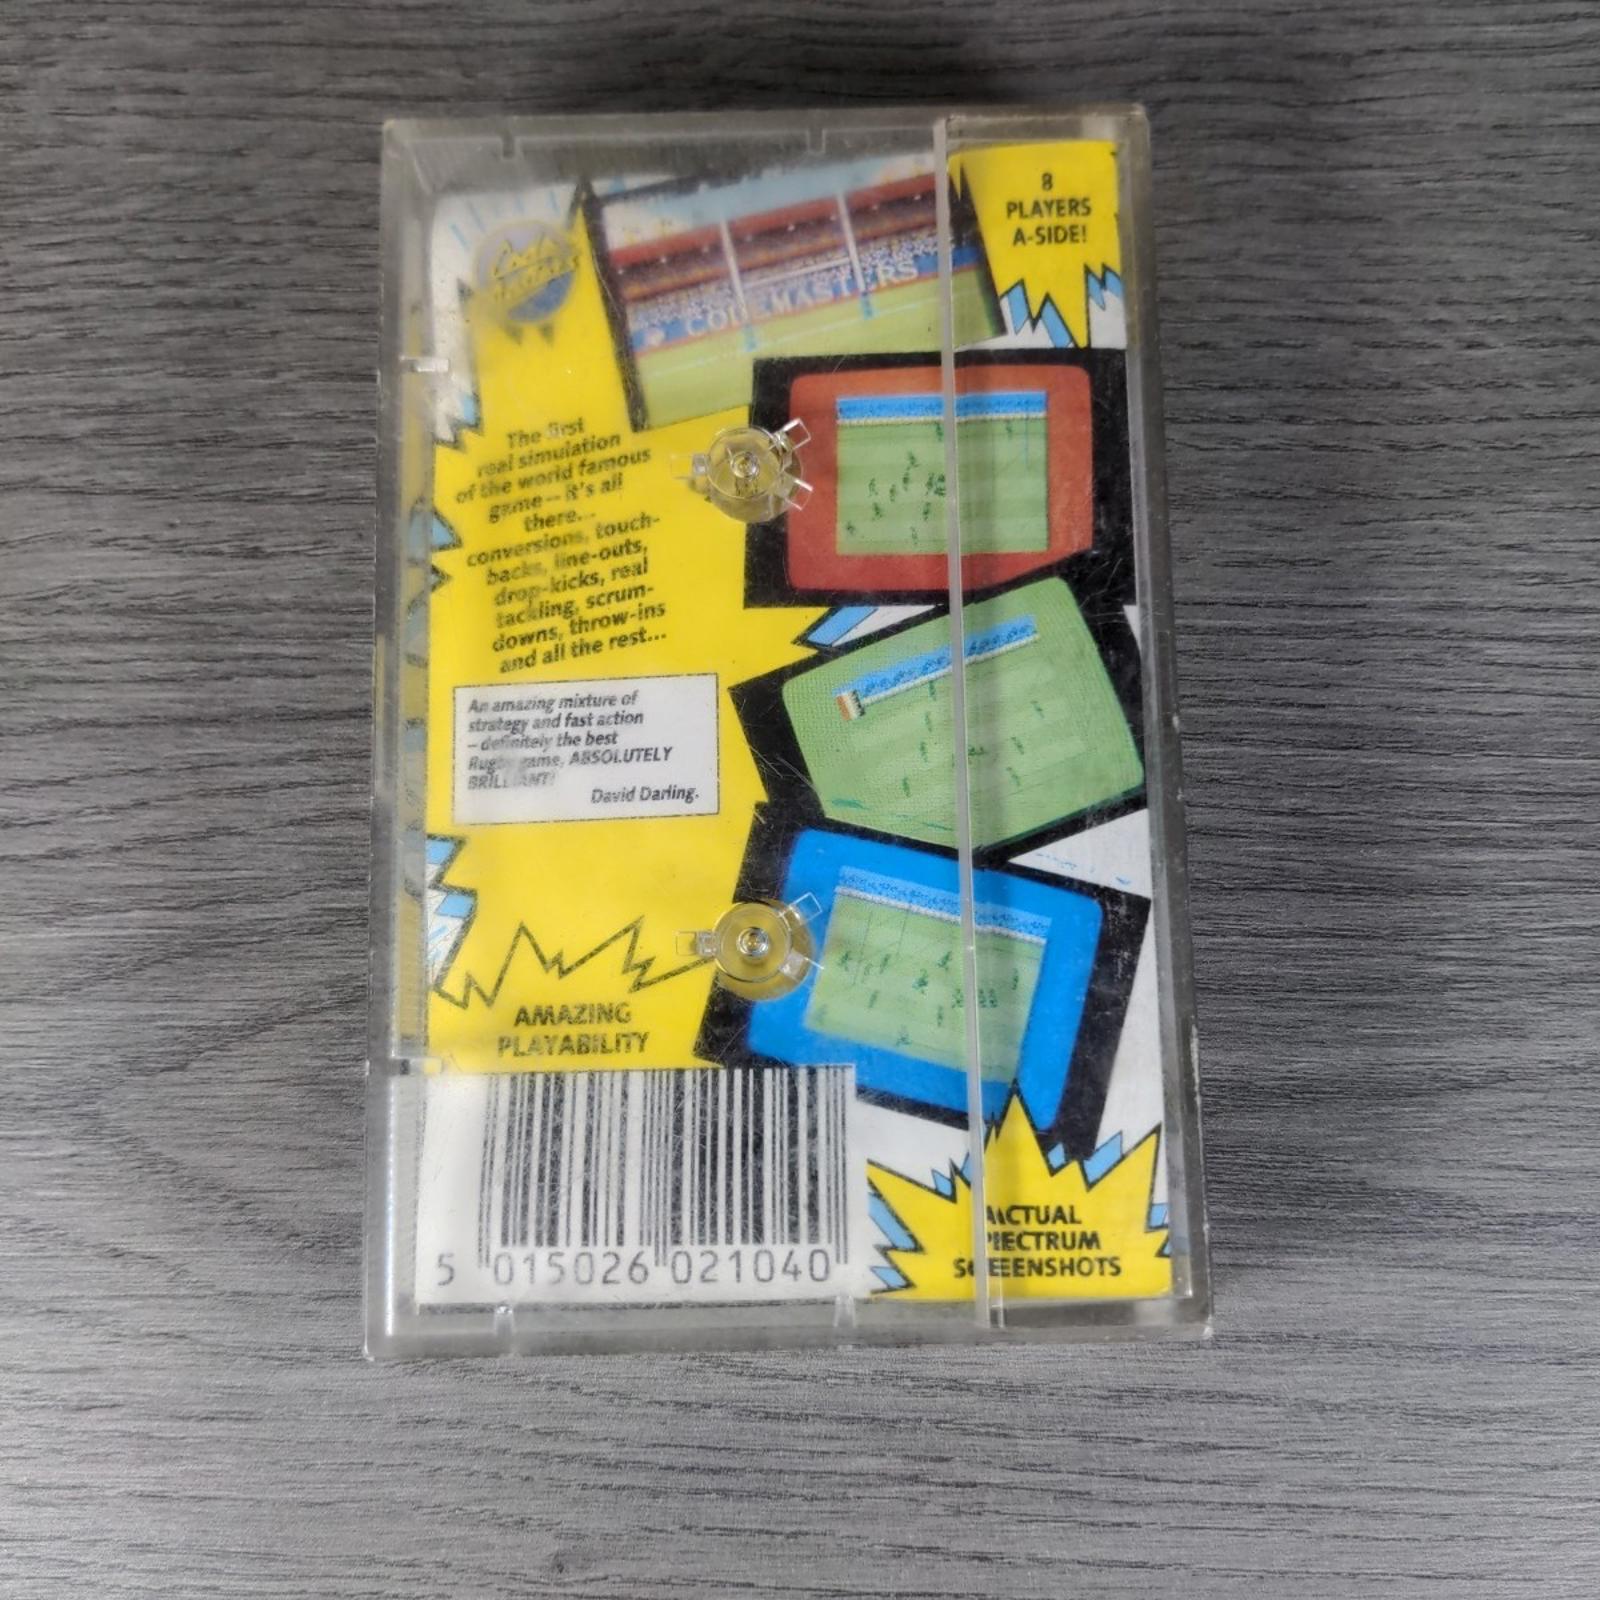 Code
Masters
CODEMASTERS
8
PLAYERS
A-SIDE!
The first
real simulation
of the world famous
game – it's all
there...
conversions, touch-
backs, line-outs,
drop-kicks, real
tackling, scrum-
downs, throw-ins
and all the rest...
An amazing mixture of
strategy and fast action
– definitely the best
Rugby game, ABSOLUTELY
BRILLIANT!
David Darling.
AMAZING
PLAYABILITY
5 015026 021040
ACTUAL
SPECTRUM
SCREENSHOTS